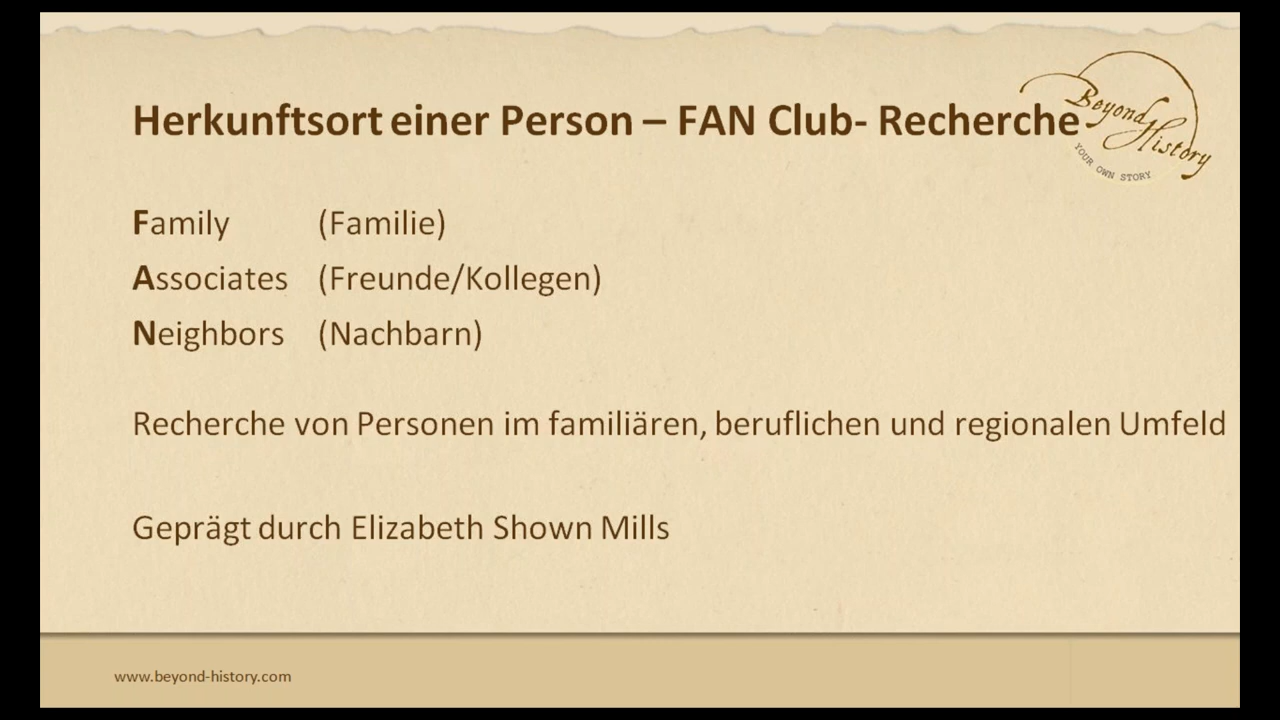 Herkunftsort einer Person – FAN Club- Recherche
Beyond
History
YOUR OWN STORY
Family (Familie)
Associates (Freunde/Kollegen)
Neighbors (Nachbarn)
Recherche von Personen im familiären, beruflichen und regionalen Umfeld
Geprägt durch Elizabeth Shown Mills
www.beyond-history.com